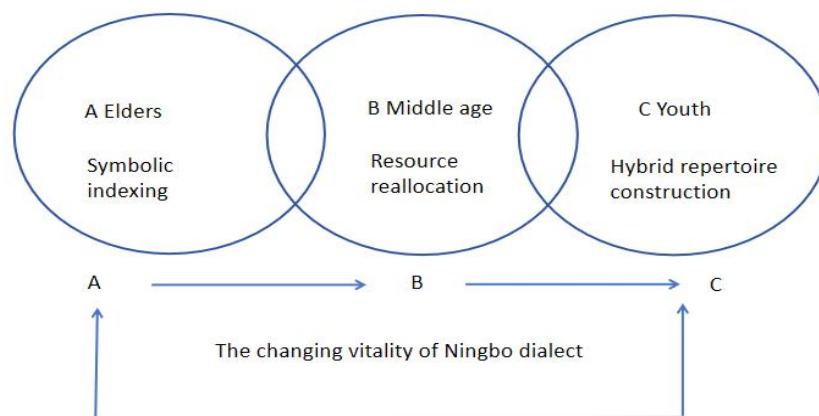 A Elders
Symbolic
indexing
B Middle age
Resource
reallocation
C Youth
Hybrid repertoire
construction
A
B
C
The changing vitality of Ningbo dialect